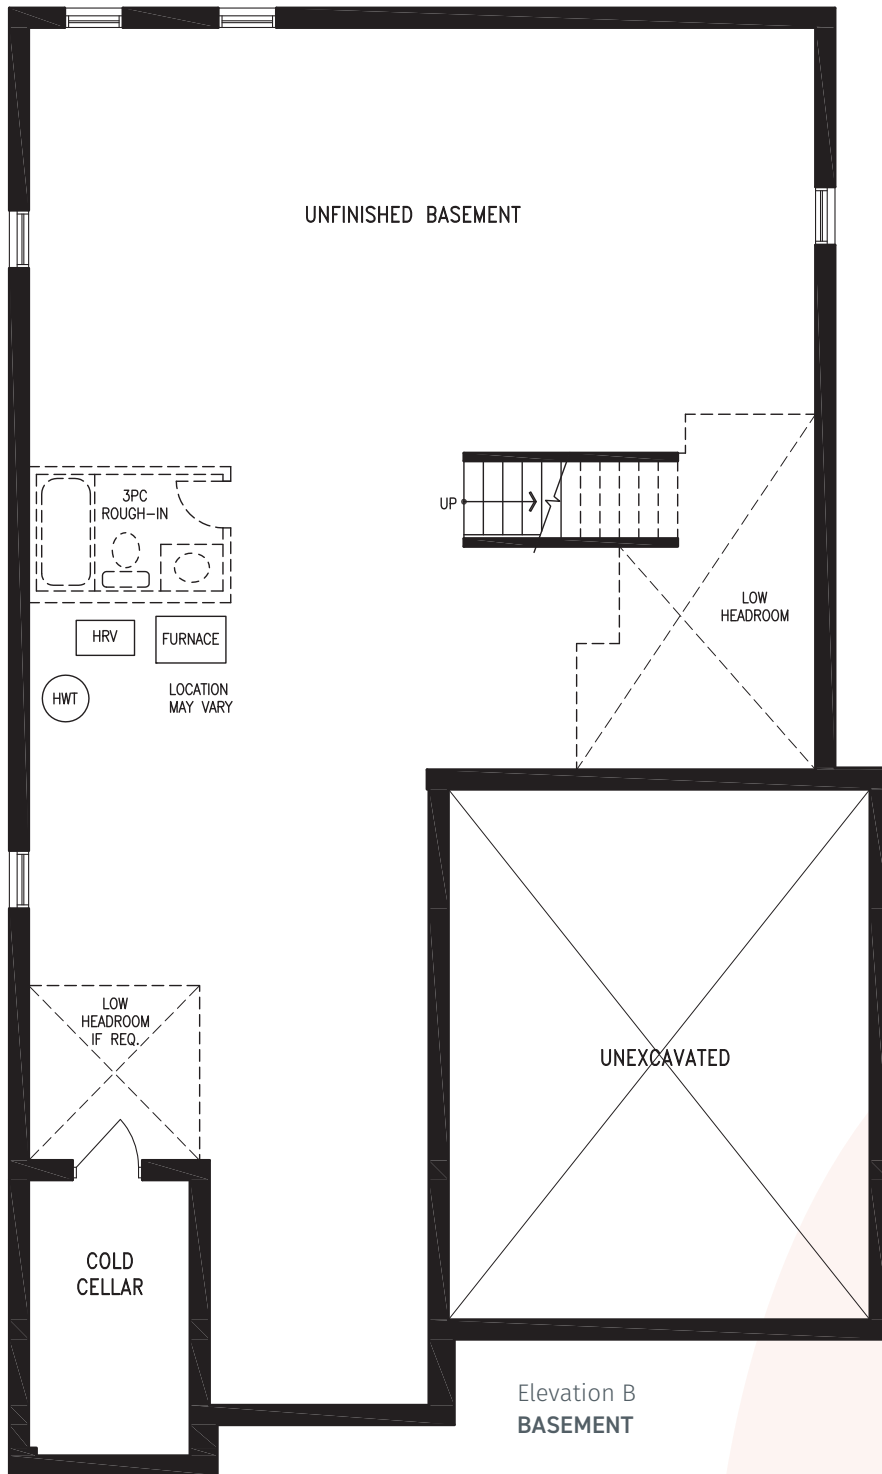 UNFINISHED BASEMENT
3PC
ROUGH-IN
UP
LOW
HEADROOM
HRV
FURNACE
HWT
LOCATION
MAY VARY
LOW
HEADROOM
IF REQ.
UNEXCAVATED
COLD
CELLAR
Elevation B
BASEMENT